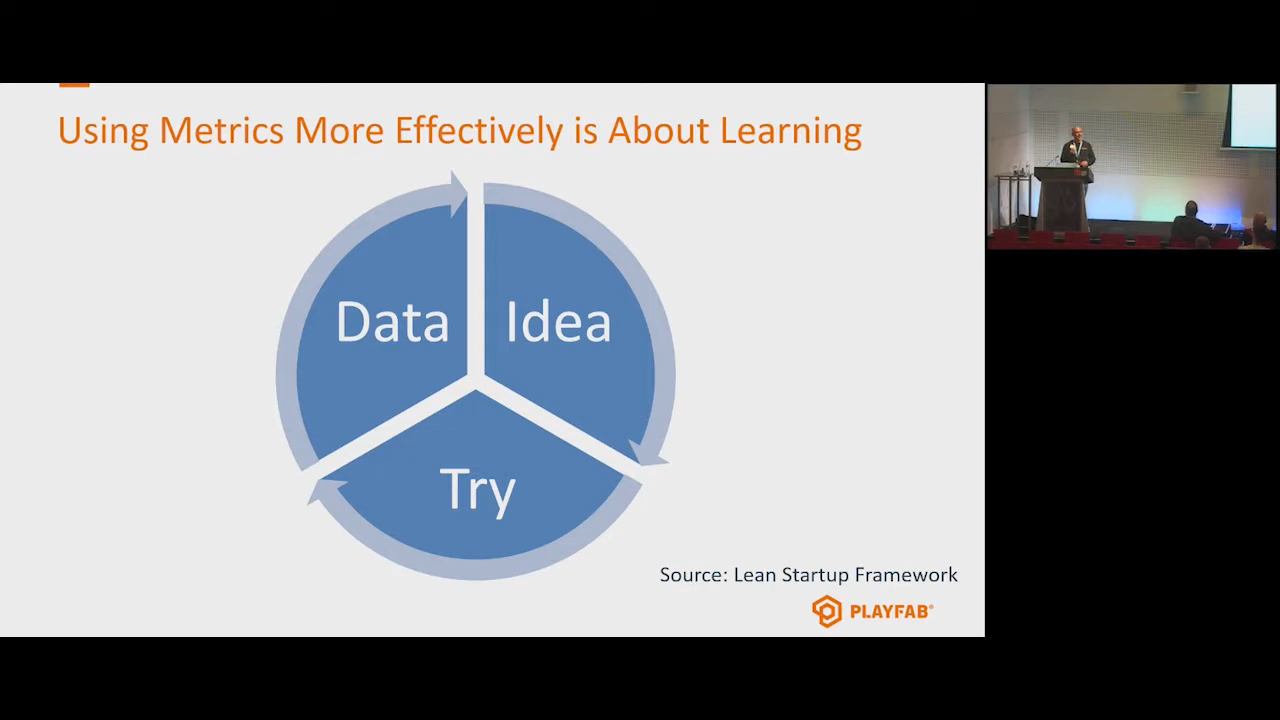 Using Metrics More Effectively is About Learning
Data
Idea
Try
Source: Lean Startup Framework
PLAYFAB®